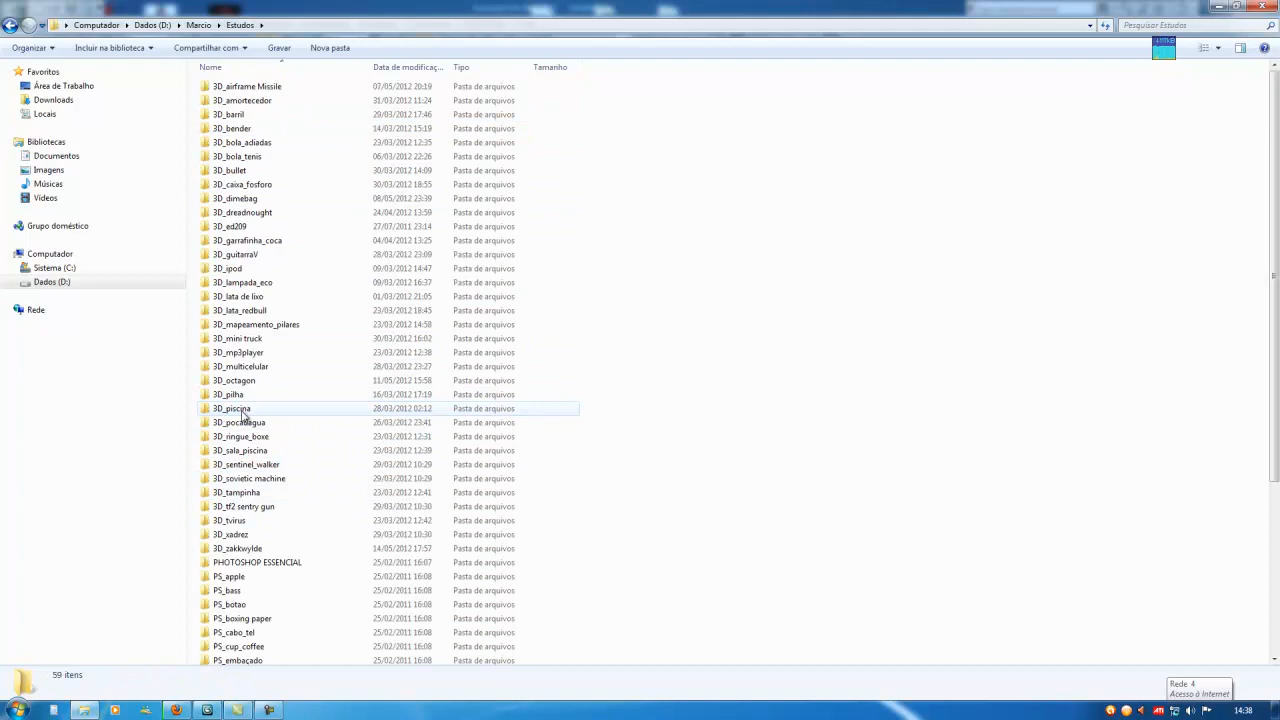 Computador ▸ Dados (D:) ▸ Marcio ▸ Estudos ▸ Pesquisar Estudos
Organizar Incluir na biblioteca Compartilhar com Gravar Nova pasta
Nome Data de modificaç... Tipo Tamanho
Favoritos
Área de Trabalho
Downloads
Locais
Bibliotecas
Documentos
Imagens
Músicas
Vídeos
Grupo doméstico
Computador
Sistema (C:)
Dados (D:)
Rede
3D_airframe Missile 07/05/2012 20:19 Pasta de arquivos
3D_amortecedor 31/03/2012 11:24 Pasta de arquivos
3D_barril 29/03/2012 17:46 Pasta de arquivos
3D_bender 14/03/2012 15:19 Pasta de arquivos
3D_bola_adiadas 23/03/2012 12:35 Pasta de arquivos
3D_bola_tenis 06/03/2012 22:26 Pasta de arquivos
3D_bullet 30/03/2012 14:09 Pasta de arquivos
3D_caixa_fosforo 30/03/2012 18:55 Pasta de arquivos
3D_dimebag 08/05/2012 23:39 Pasta de arquivos
3D_dreadnought 24/04/2012 13:59 Pasta de arquivos
3D_ed209 27/07/2011 23:14 Pasta de arquivos
3D_garrafinha_coca 04/04/2012 13:25 Pasta de arquivos
3D_guitarraV 28/03/2012 23:09 Pasta de arquivos
3D_ipod 09/03/2012 14:47 Pasta de arquivos
3D_lampada_eco 09/03/2012 16:37 Pasta de arquivos
3D_lata de lixo 01/03/2012 21:05 Pasta de arquivos
3D_lata_redbull 23/03/2012 18:45 Pasta de arquivos
3D_mapeamento_pilares 23/03/2012 14:58 Pasta de arquivos
3D_mini truck 30/03/2012 16:02 Pasta de arquivos
3D_mp3player 23/03/2012 12:38 Pasta de arquivos
3D_multicelular 28/03/2012 23:27 Pasta de arquivos
3D_octagon 11/05/2012 15:58 Pasta de arquivos
3D_pilha 16/03/2012 17:19 Pasta de arquivos
3D_piscina 28/03/2012 02:12 Pasta de arquivos
3D_pocadagua 26/03/2012 23:41 Pasta de arquivos
3D_ringue_boxe 23/03/2012 12:31 Pasta de arquivos
3D_sala_piscina 23/03/2012 12:39 Pasta de arquivos
3D_sentinel_walker 29/03/2012 10:29 Pasta de arquivos
3D_sovietic machine 29/03/2012 10:29 Pasta de arquivos
3D_tampinha 23/03/2012 12:41 Pasta de arquivos
3D_tf2 sentry gun 29/03/2012 10:30 Pasta de arquivos
3D_tvirus 23/03/2012 12:42 Pasta de arquivos
3D_xadrez 29/03/2012 10:30 Pasta de arquivos
3D_zakkwylde 14/05/2012 17:57 Pasta de arquivos
PHOTOSHOP ESSENCIAL 25/02/2011 16:07 Pasta de arquivos
PS_apple 25/02/2011 16:08 Pasta de arquivos
PS_bass 25/02/2011 16:08 Pasta de arquivos
PS_botao 25/02/2011 16:08 Pasta de arquivos
PS_boxing paper 25/02/2011 16:08 Pasta de arquivos
PS_cabo_tel 25/02/2011 16:08 Pasta de arquivos
PS_cup_coffee 25/02/2011 16:08 Pasta de arquivos
PS_embaçado 25/02/2011 16:08 Pasta de arquivos
59 itens
Rede 4
Acesso à Internet
14:38